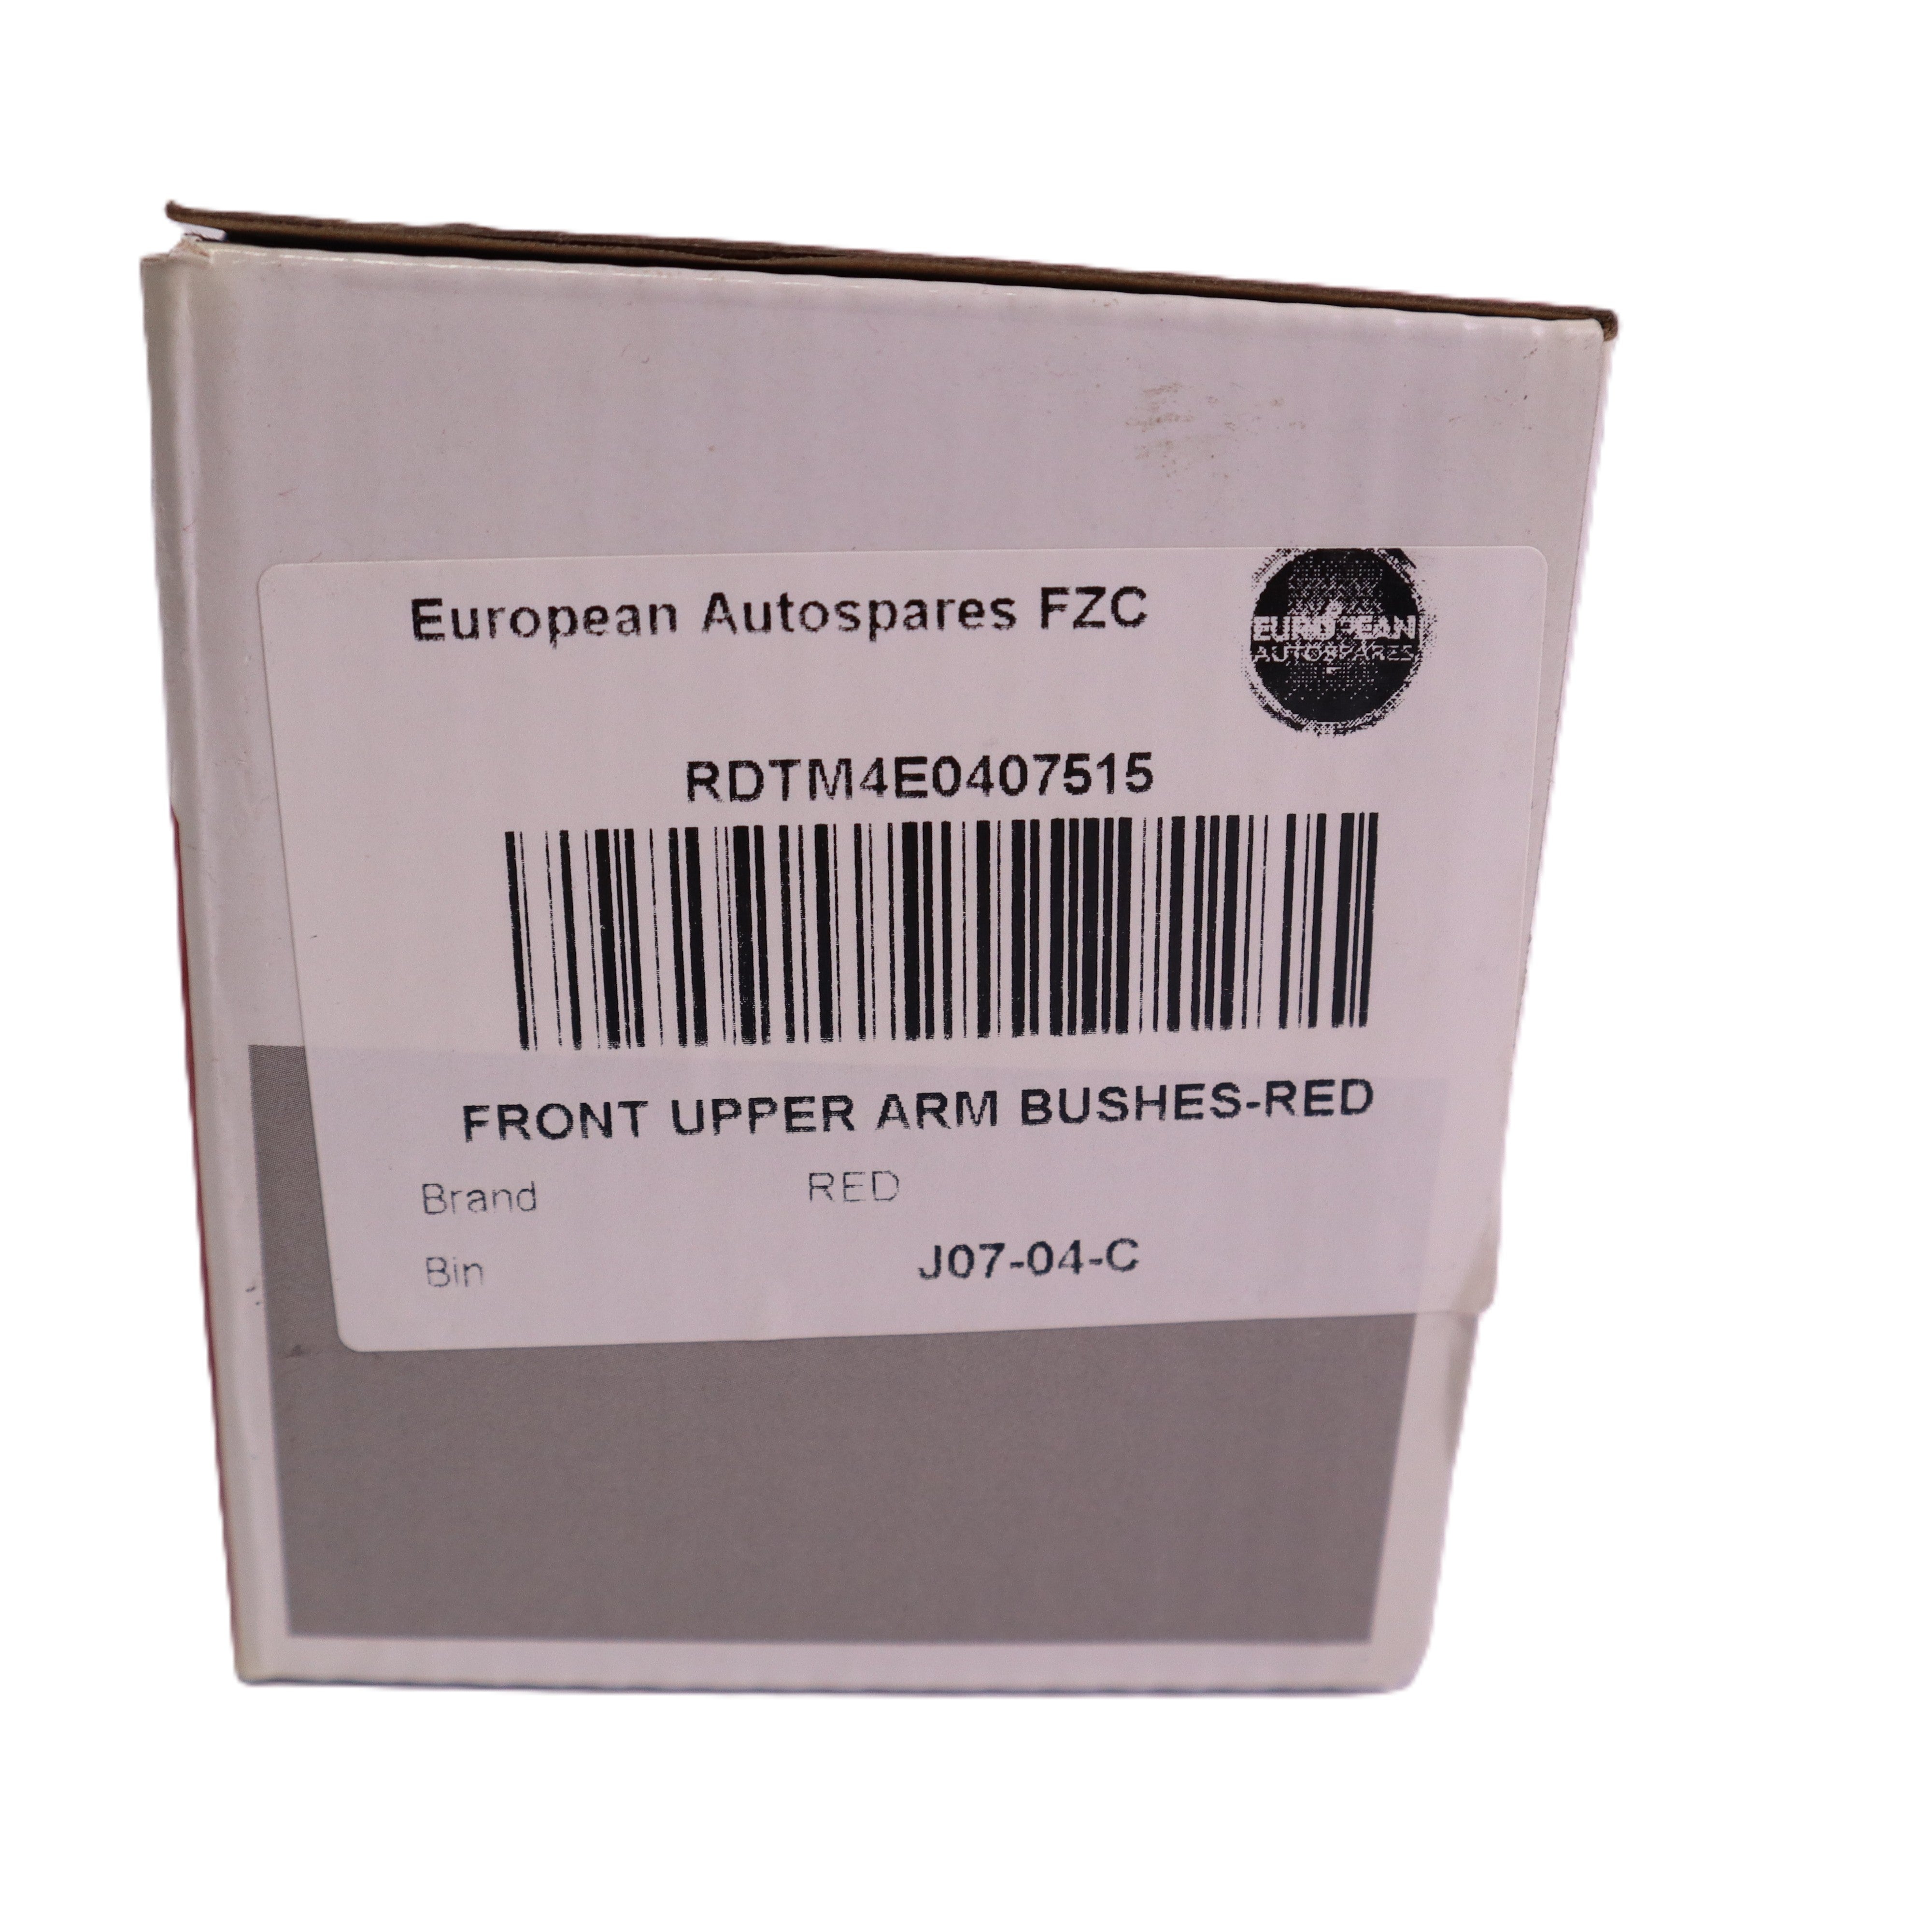 European Autospares FZC
EUROPEAN
AUTOSPARES
RDTM4E0407515
FRONT UPPER ARM BUSHES-RED
Brand RED
Bin J07-04-C